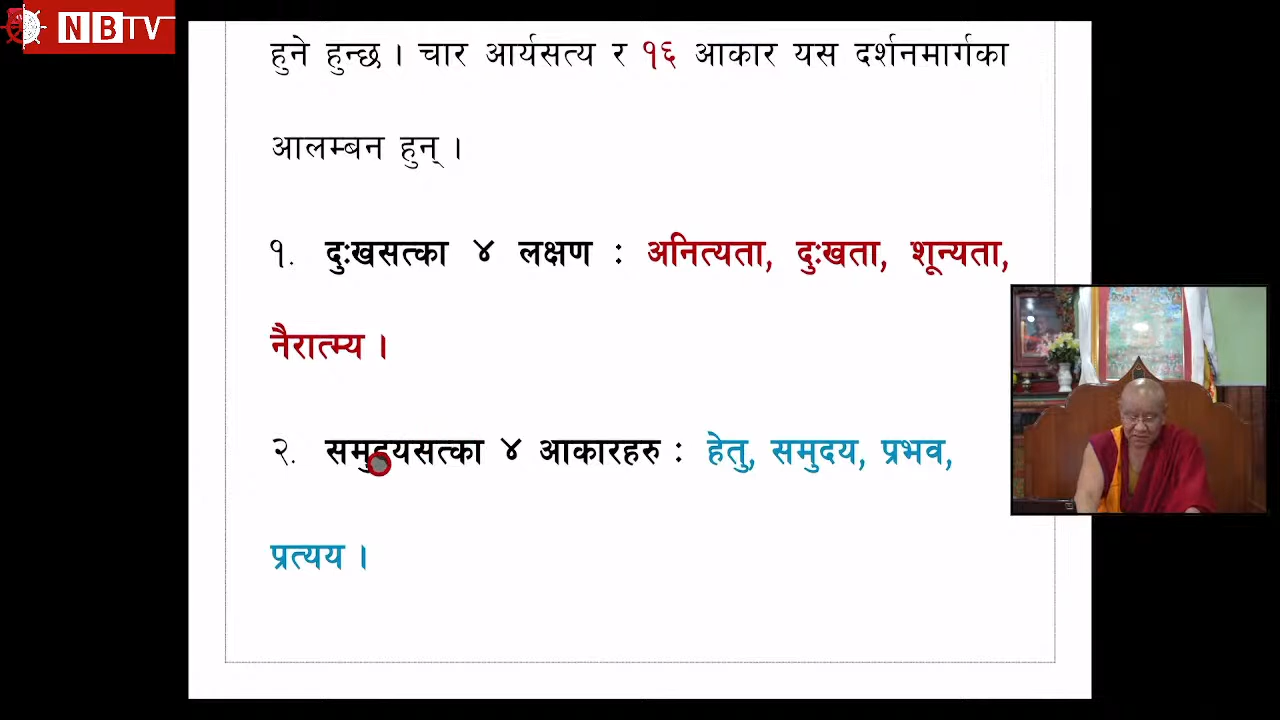 NBTV
हुने हुन्छ । चार आर्यसत्य र १६ आकार यस दर्शनमार्गका
आलम्बन हुन् ।
१. दुःखसत्का ४ लक्षण : अनित्यता, दुःखता, शून्यता,
नैरात्म्य ।
२. समुदयसत्का ४ आकारहरु : हेतु, समुदय, प्रभव,
प्रत्यय ।